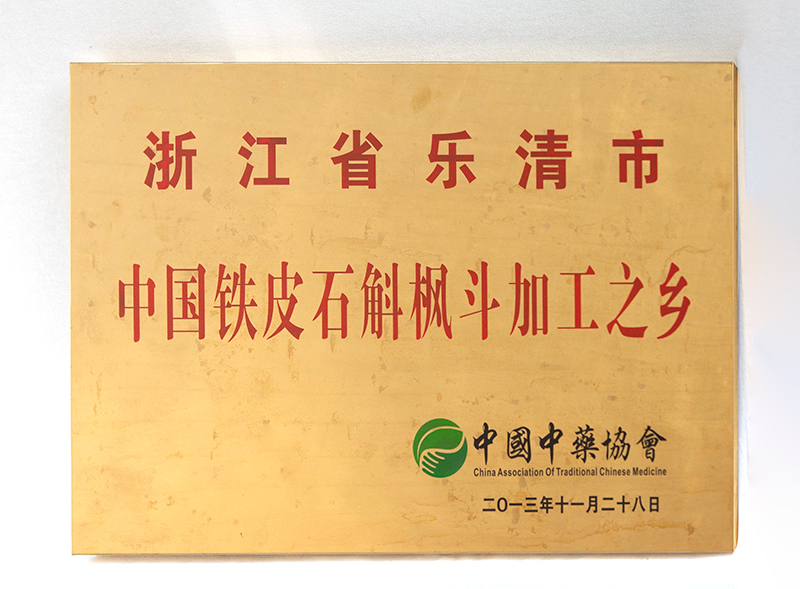 浙江省乐清市
中国铁皮石斛枫斗加工之乡
中國中藥協會
China Association Of Traditional Chinese Medicine
二〇一三年十一月二十八日